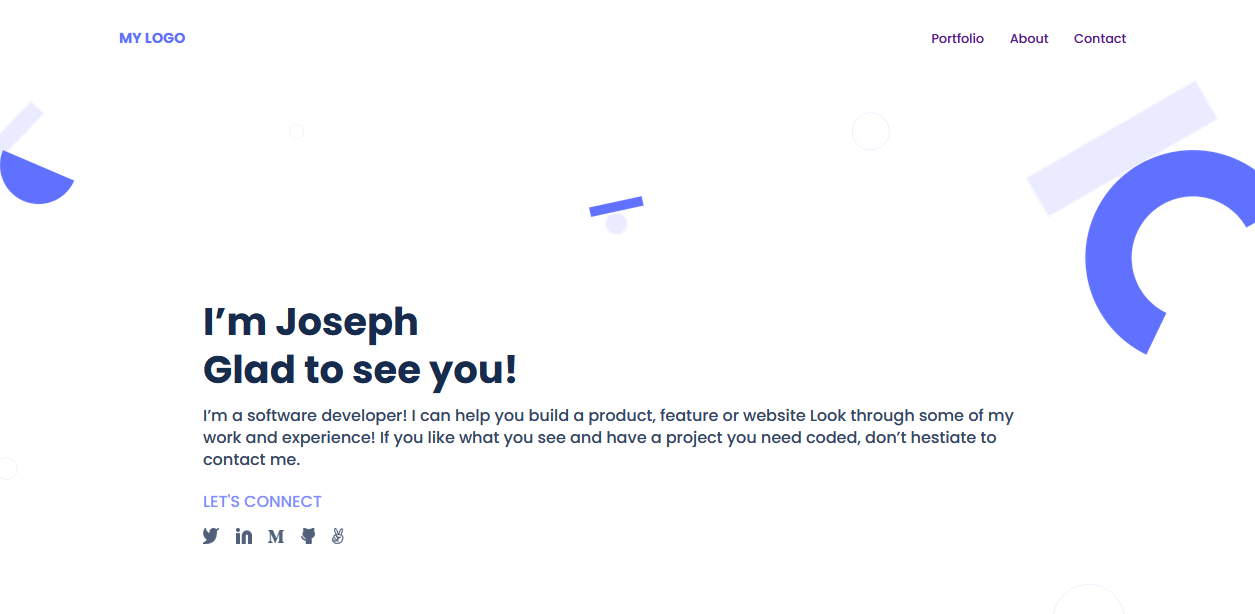 MY LOGO
Portfolio About Contact
I’m Joseph
Glad to see you!
I’m a software developer! I can help you build a product, feature or website Look through some of my
work and experience! If you like what you see and have a project you need coded, don’t hestiate to
contact me.
LET'S CONNECT